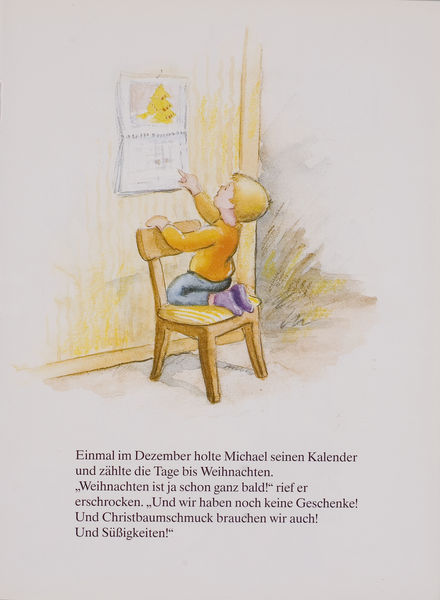 Einmal im Dezember holte Michael seinen Kalender
und zählte die Tage bis Weihnachten.
„Weihnachten ist ja schon ganz bald!“ rief er
erschrocken. „Und wir haben noch keine Geschenke!
Und Christbaumschmuck brauchen wir auch!
Und Süßigkeiten!“